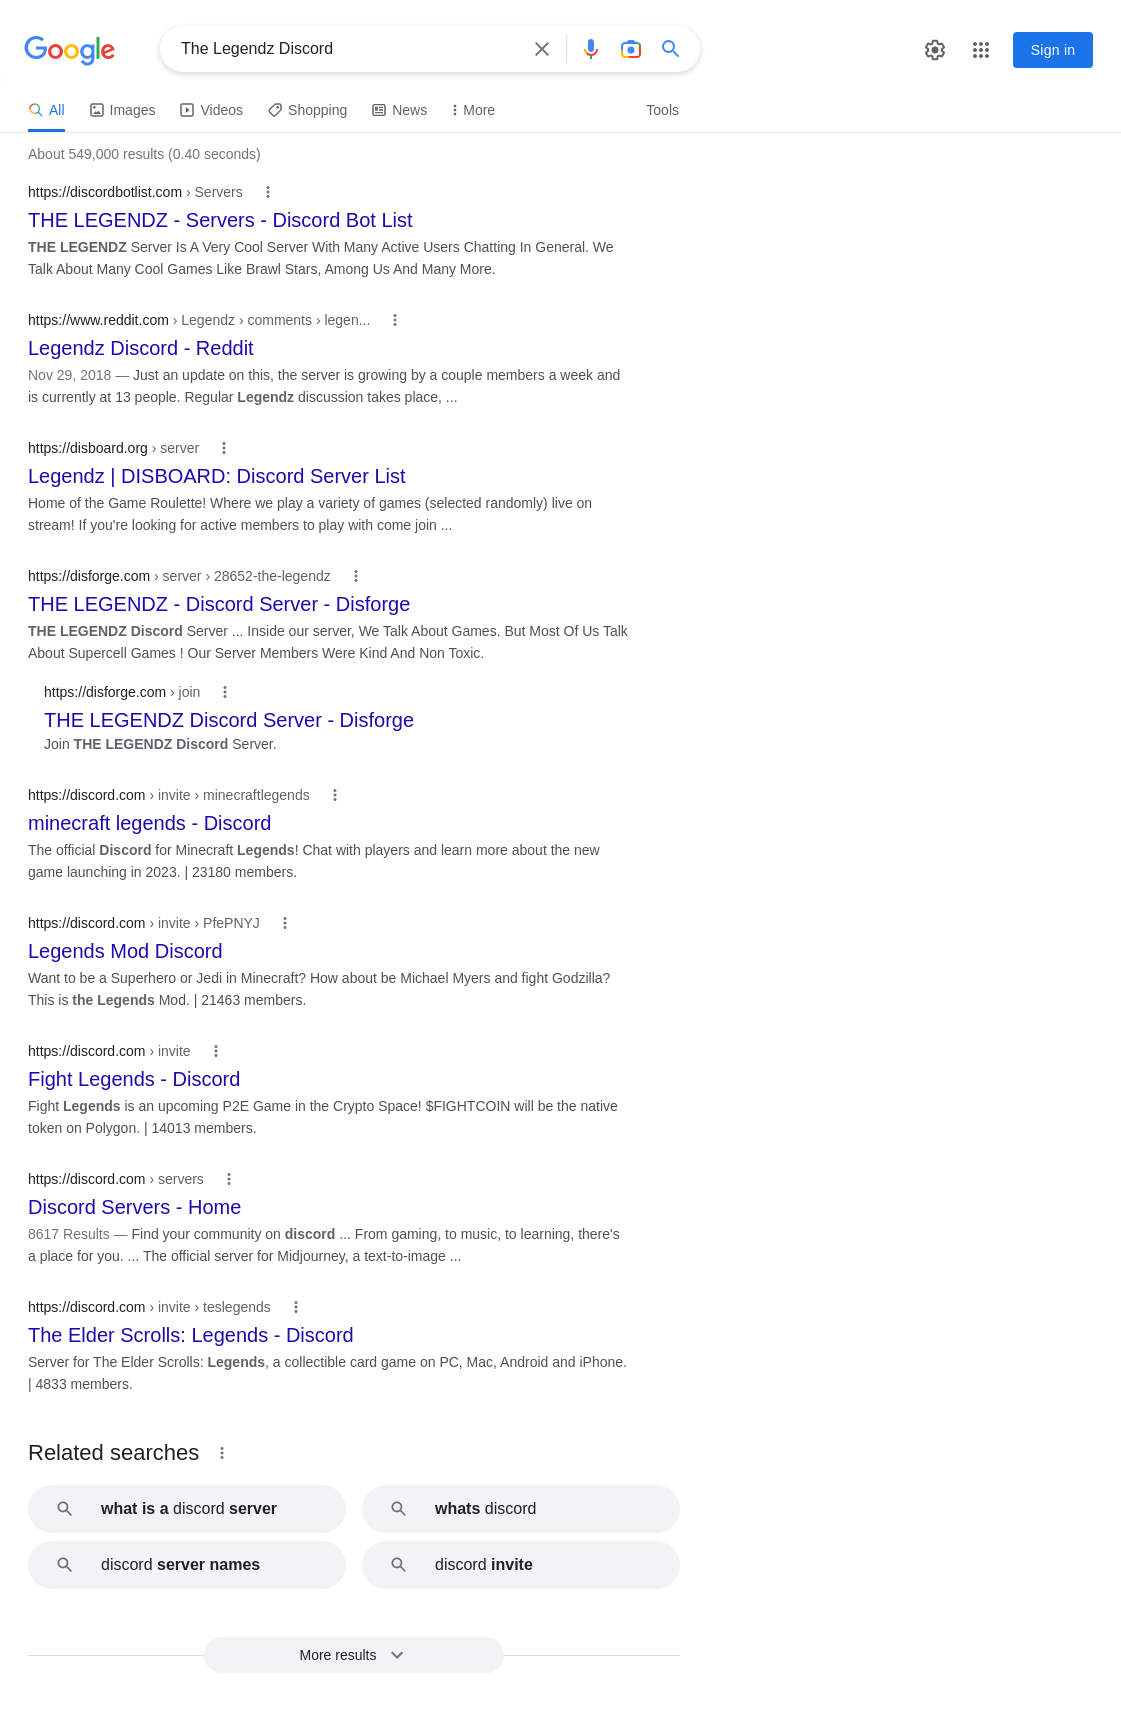 Google
The Legendz Discord
Sign in
All
Images
Videos
Shopping
News
More
Tools
About 549,000 results (0.40 seconds)
https://discordbotlist.com › Servers
THE LEGENDZ - Servers - Discord Bot List
THE LEGENDZ Server Is A Very Cool Server With Many Active Users Chatting In General. We
Talk About Many Cool Games Like Brawl Stars, Among Us And Many More.
https://www.reddit.com › Legendz › comments › legen...
Legendz Discord - Reddit
Nov 29, 2018 — Just an update on this, the server is growing by a couple members a week and
is currently at 13 people. Regular Legendz discussion takes place, ...
https://disboard.org › server
Legendz | DISBOARD: Discord Server List
Home of the Game Roulette! Where we play a variety of games (selected randomly) live on
stream! If you're looking for active members to play with come join ...
https://disforge.com › server › 28652-the-legendz
THE LEGENDZ - Discord Server - Disforge
THE LEGENDZ Discord Server ... Inside our server, We Talk About Games. But Most Of Us Talk
About Supercell Games ! Our Server Members Were Kind And Non Toxic.
https://disforge.com › join
THE LEGENDZ Discord Server - Disforge
Join THE LEGENDZ Discord Server.
https://discord.com › invite › minecraftlegends
minecraft legends - Discord
The official Discord for Minecraft Legends! Chat with players and learn more about the new
game launching in 2023. | 23180 members.
https://discord.com › invite › PfePNYJ
Legends Mod Discord
Want to be a Superhero or Jedi in Minecraft? How about be Michael Myers and fight Godzilla?
This is the Legends Mod. | 21463 members.
https://discord.com › invite
Fight Legends - Discord
Fight Legends is an upcoming P2E Game in the Crypto Space! $FIGHTCOIN will be the native
token on Polygon. | 14013 members.
https://discord.com › servers
Discord Servers - Home
8617 Results — Find your community on discord ... From gaming, to music, to learning, there's
a place for you. ... The official server for Midjourney, a text-to-image ...
https://discord.com › invite › teslegends
The Elder Scrolls: Legends - Discord
Server for The Elder Scrolls: Legends, a collectible card game on PC, Mac, Android and iPhone.
| 4833 members.
Related searches
what is a discord server
whats discord
discord server names
discord invite
More results